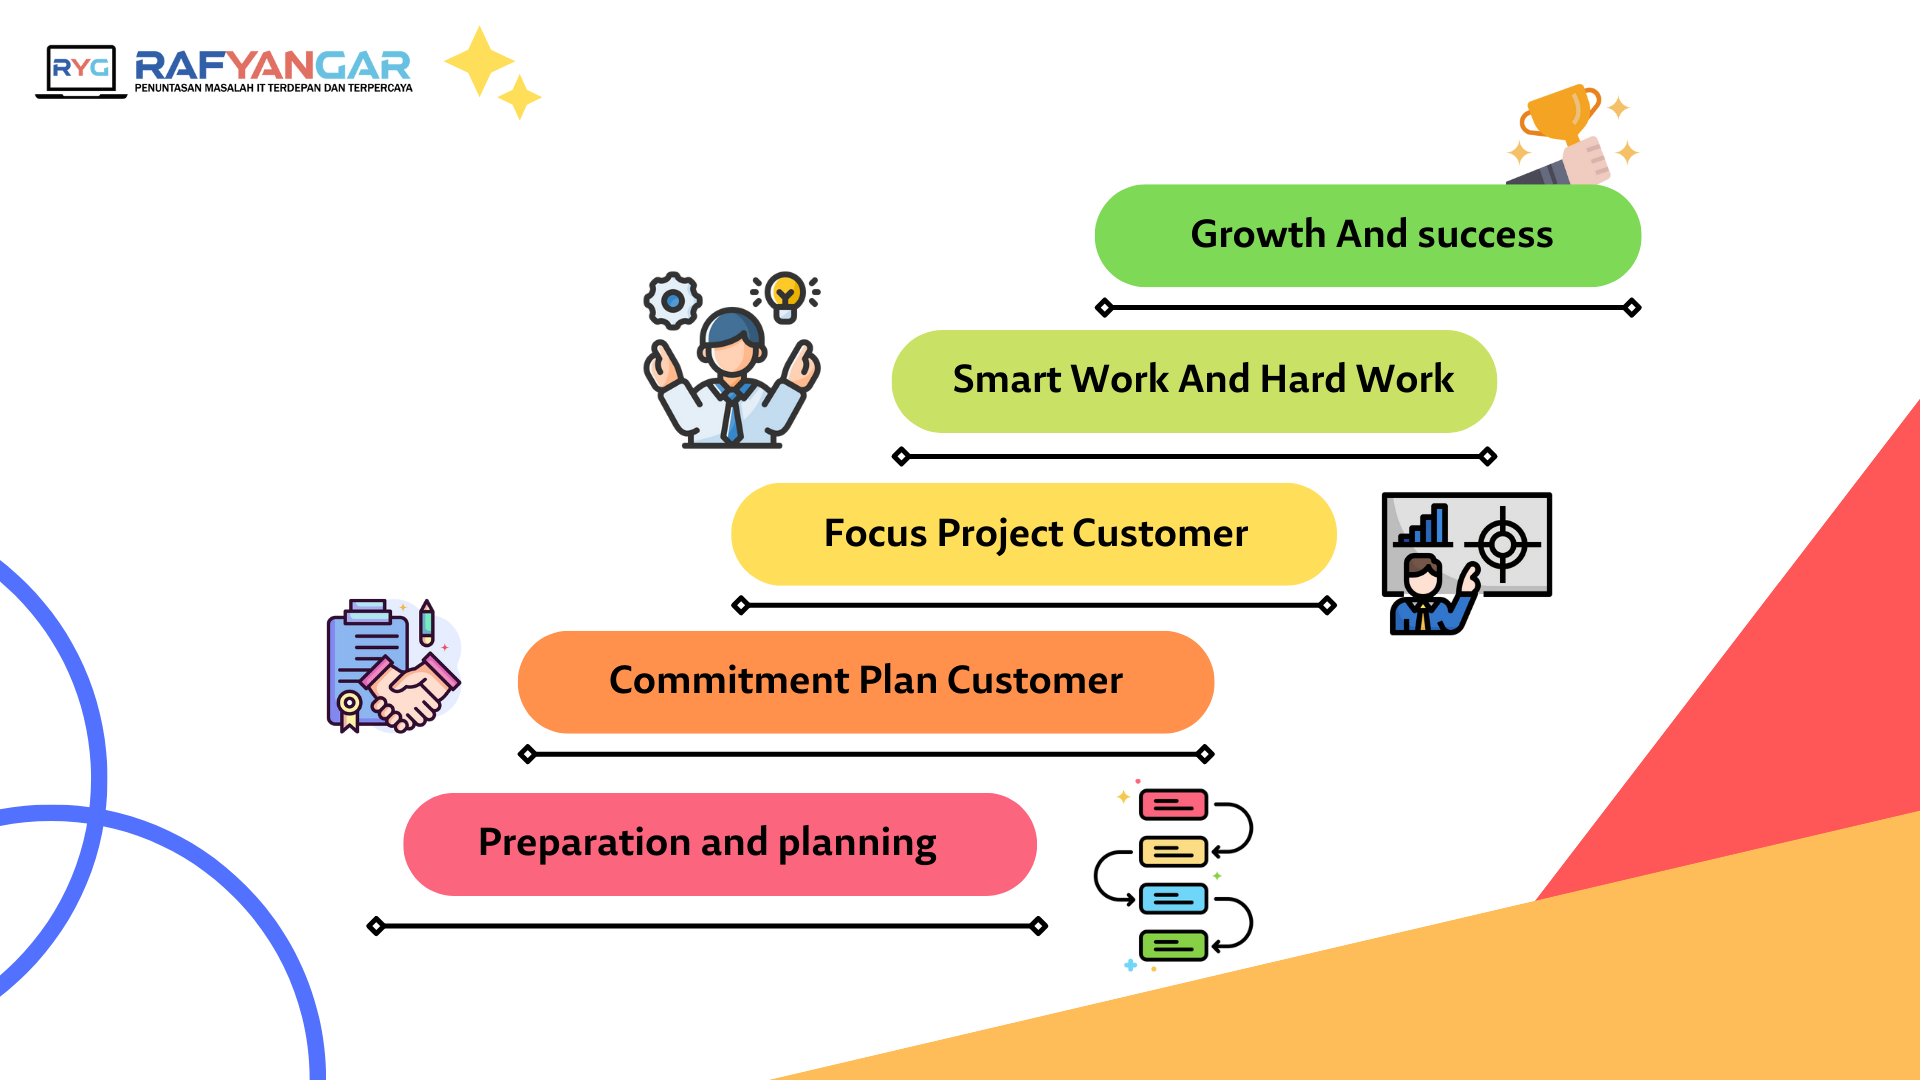 RYG
RAFYANGAR
PENUNTASAN MASALAH IT TERDEPAN DAN TERPERCAYA
Growth And success
Smart Work And Hard Work
Focus Project Customer
Commitment Plan Customer
Preparation and planning